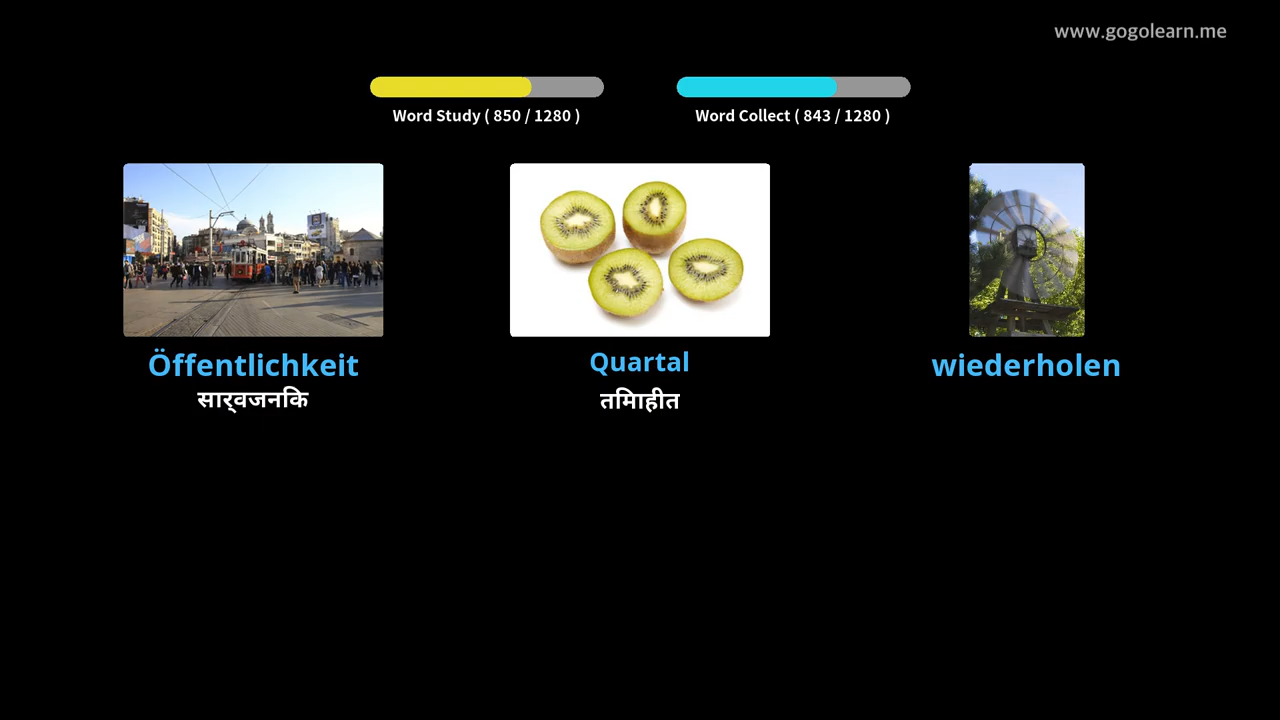 www.gogolearn.me
Word Study ( 850 / 1280 )
Word Collect ( 843 / 1280 )
Öffentlichkeit
Quartal
wiederholen
सार्‌वजनकि
तमिाहीत